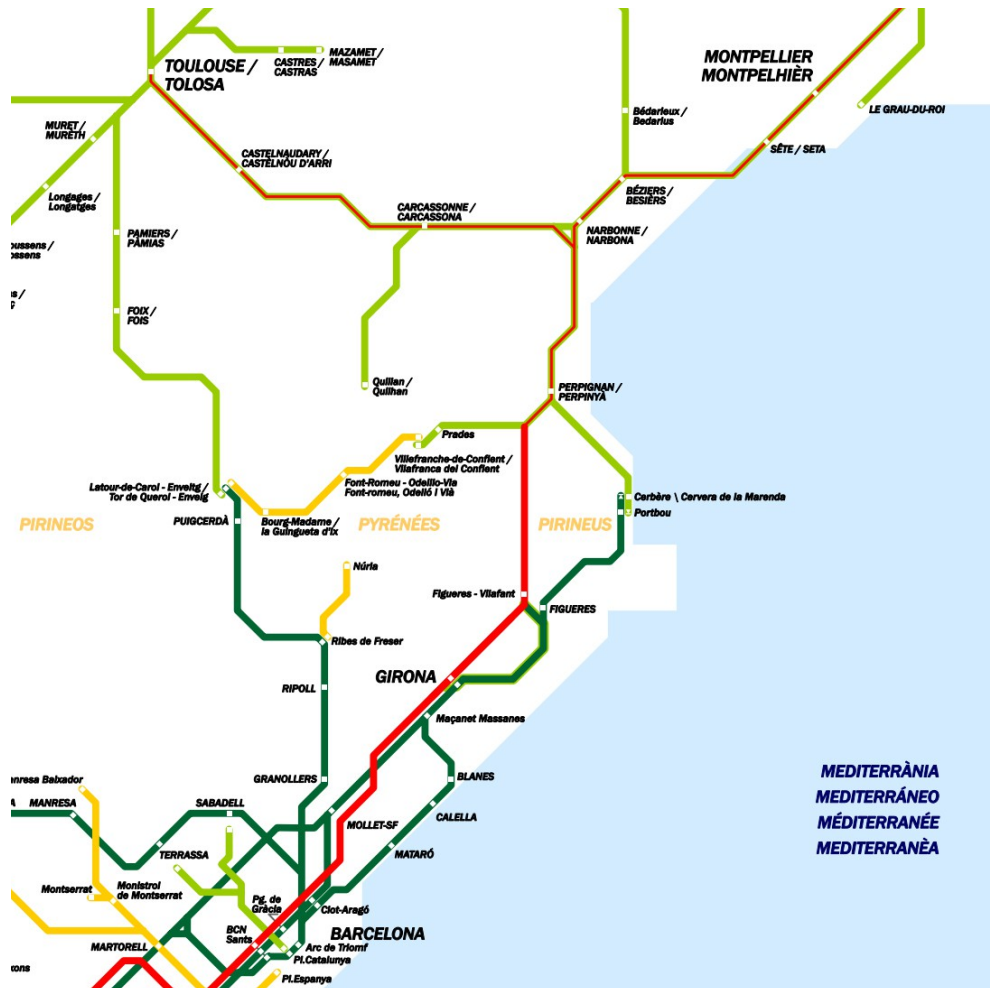 MAZAMET /
MASAMET
CASTRES /
CASTRAS
TOULOUSE /
TOLOSA
MONTPELLIER
MONTPELHIÈR
LE GRAU-DU-ROI
Bédarieux /
Bedarius
MURET /
MURÈTH
SÈTE / SETA
CASTELNAUDARY /
CASTÈLNÒU D'ARRI
BÉZIERS /
BESIÈRS
Longages /
Longatges
CARCASSONNE /
CARCASSONA
NARBONNE /
NARBONA
PAMIERS /
PÀMIAS
oussens /
ossens
FOIX /
FOIS
Quillan /
Quilhan
PERPIGNAN /
PERPINYÀ
Prades
Villefranche-de-Conflent /
Vilafranca del Conflent
Latour-de-Carol - Enveitg /
Tor de Querol - Enveig
Font-Romeu - Odeillo-Via
Font-romeu, Odelló i Vià
Cerbère \ Cervera de la Marenda
Portbou
PIRINEOS
PUIGCERDÀ
Bourg-Madame /
la Guingueta d'Ix
PYRÉNÉES
PIRINEUS
Núria
Figueres - Vilafant
FIGUERES
Ribes de Freser
GIRONA
RIPOLL
Maçanet Massanes
GRANOLLERS
BLANES
MEDITERRÀNIA
MEDITERRÁNEO
MÉDITERRANÉE
MEDITERRANÈA
anresa Baixador
MANRESA
SABADELL
CALELLA
MOLLET-SF
TERRASSA
MATARÓ
Montserrat
Monistrol
de Montserrat
Pg. de
Gràcia
Clot-Aragó
BCN
Sants
BARCELONA
MARTORELL
Arc de Triomf
Pl.Catalunya
Pl.Espanya